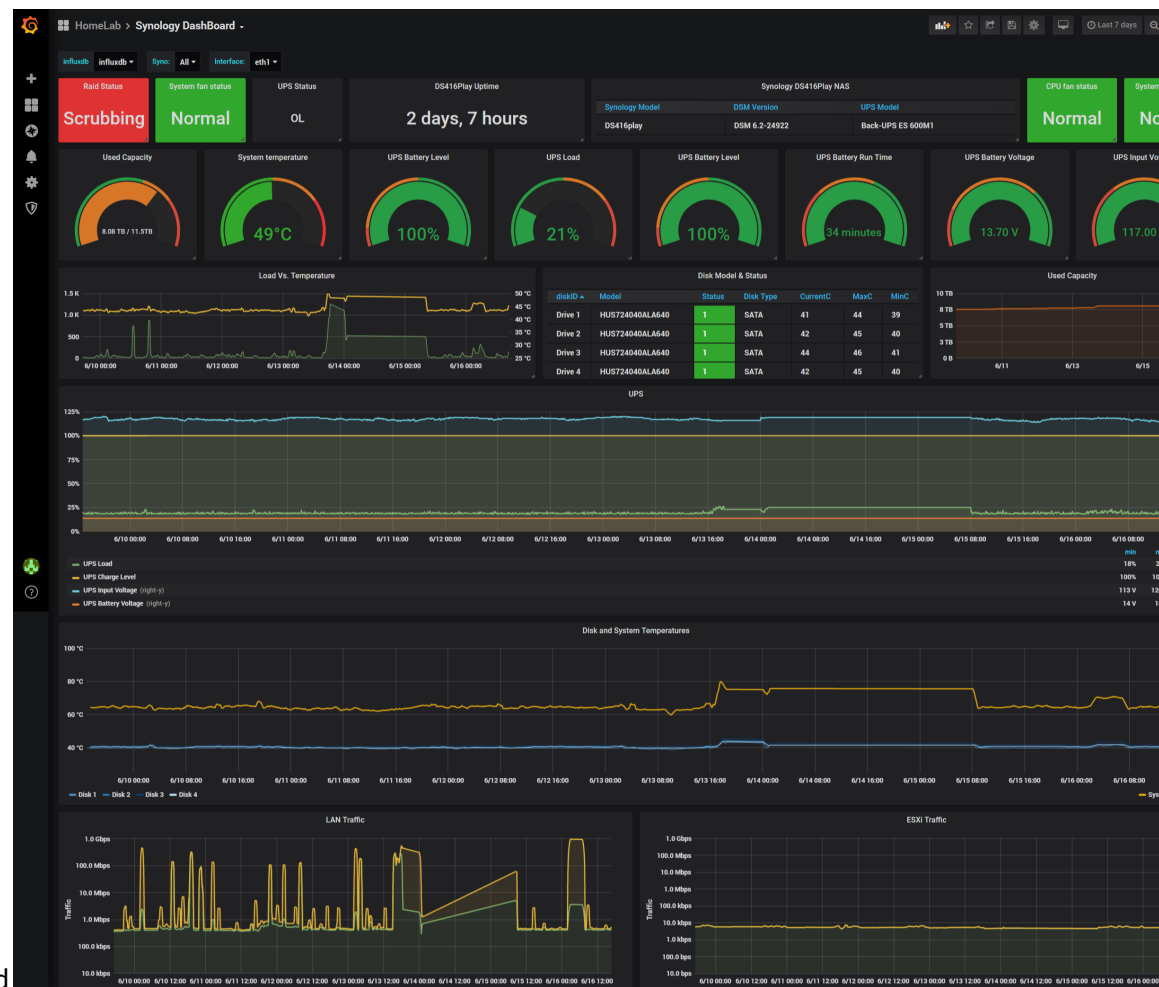 HomeLab > Synology DashBoard
Last 7 days
influxdb influxdb Syno: All Interface: eth1
Raid Status
Scrubbing
System fan status
Normal
UPS Status
OL
DS416Play Uptime
2 days, 7 hours
Synology DS416Play NAS
Synology Model DSM Version UPS Model
DS416play DSM 6.2-24922 Back-UPS ES 600M1
CPU fan status
Normal
System
No
Used Capacity
8.08 TB / 11.5TB
System temperature
49°C
UPS Battery Level
100%
UPS Load
21%
UPS Battery Level
100%
UPS Battery Run Time
34 minutes
UPS Battery Voltage
13.70 V
UPS Input Vo
117.00
Load Vs. Temperature
1.5 K
1.0 K
500
0
50 °C
45 °C
40 °C
35 °C
30 °C
25 °C
6/10 00:00 6/11 00:00 6/12 00:00 6/13 00:00 6/14 00:00 6/15 00:00 6/16 00:00
Disk Model & Status
diskID Model Status Disk Type CurrentC MaxC MinC
Drive 1 HUS724040ALA640 1 SATA 41 44 39
Drive 2 HUS724040ALA640 1 SATA 42 45 40
Drive 3 HUS724040ALA640 1 SATA 44 46 41
Drive 4 HUS724040ALA640 1 SATA 42 45 40
Used Capacity
10 TB
8 TB
5 TB
3 TB
0 B
6/11 6/13 6/15
UPS
125%
100%
75%
50%
25%
0%
6/10 00:00 6/10 08:00 6/10 16:00 6/11 00:00 6/11 08:00 6/11 16:00 6/12 00:00 6/12 08:00 6/12 16:00 6/13 00:00 6/13 08:00 6/13 16:00 6/14 00:00 6/14 08:00 6/14 16:00 6/15 00:00 6/15 08:00 6/15 16:00 6/16 00:00 6/16 08:00
min
UPS Load 18% 2
UPS Charge Level 100% 10
UPS Input Voltage (right-y) 113 V 12
UPS Battery Voltage (right-y) 14 V 1
Disk and System Temperatures
100 °C
80 °C
60 °C
40 °C
6/10 00:00 6/10 08:00 6/10 16:00 6/11 00:00 6/11 08:00 6/11 16:00 6/12 00:00 6/12 08:00 6/12 16:00 6/13 00:00 6/13 08:00 6/13 16:00 6/14 00:00 6/14 08:00 6/14 16:00 6/15 00:00 6/15 08:00 6/15 16:00 6/16 00:00 6/16 08:00
Disk 1 Disk 2 Disk 3 Disk 4 Sys
LAN Traffic
Traffic
1.0 Gbps
100.0 Mbps
10.0 Mbps
1.0 Mbps
100.0 kbps
10.0 kbps
6/10 00:00 6/10 12:00 6/11 00:00 6/11 12:00 6/12 00:00 6/12 12:00 6/13 00:00 6/13 12:00 6/14 00:00 6/14 12:00 6/15 00:00 6/15 12:00 6/16 00:00 6/16 12:00
ESXi Traffic
Traffic
1.0 Gbps
100.0 Mbps
10.0 Mbps
1.0 Mbps
100.0 kbps
10.0 kbps
1.0 kbps
100.0 bps
10.0 bps
6/10 00:00 6/10 12:00 6/11 00:00 6/11 12:00 6/12 00:00 6/12 12:00 6/13 00:00 6/13 12:00 6/14 00:00 6/14 12:00 6/15 00:00 6/15 12:00 6/16 00:00
d